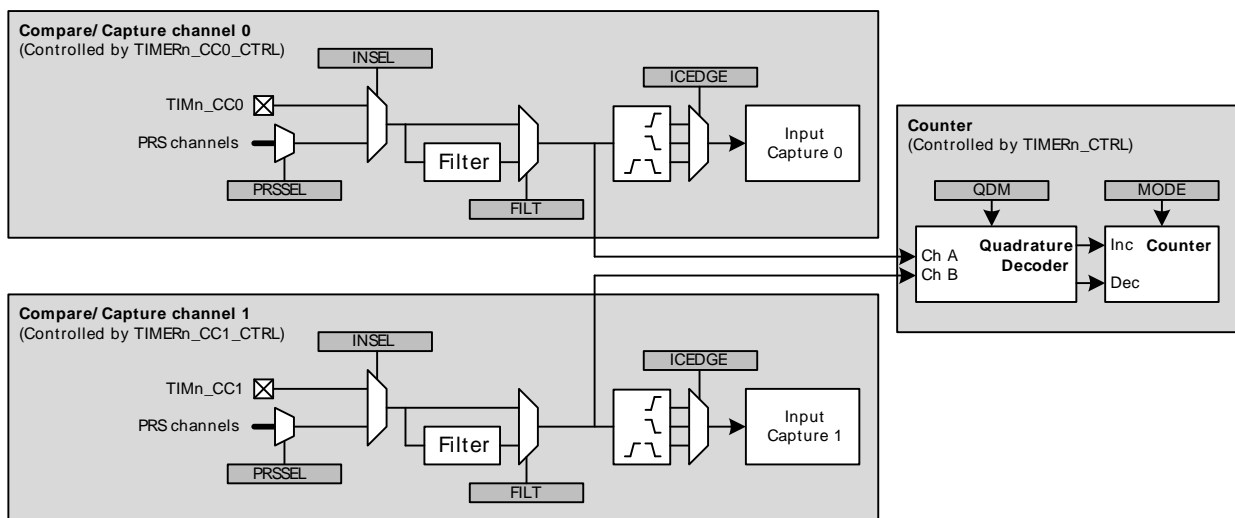 Compare/ Capture channel 0
(Controlled by TIMERn_CC0_CTRL)
INSEL
ICEDGE
TIMn_CC0
PRS channels
Filter
Input
Capture 0
PRSSEL
FILT
Counter
(Controlled by TIMERn_CTRL)
QDM
MODE
Ch A
Ch B
Quadrature
Decoder
Inc
Counter
Dec
Compare/ Capture channel 1
(Controlled by TIMERn_CC1_CTRL)
INSEL
ICEDGE
TIMn_CC1
PRS channels
Filter
Input
Capture 1
PRSSEL
FILT